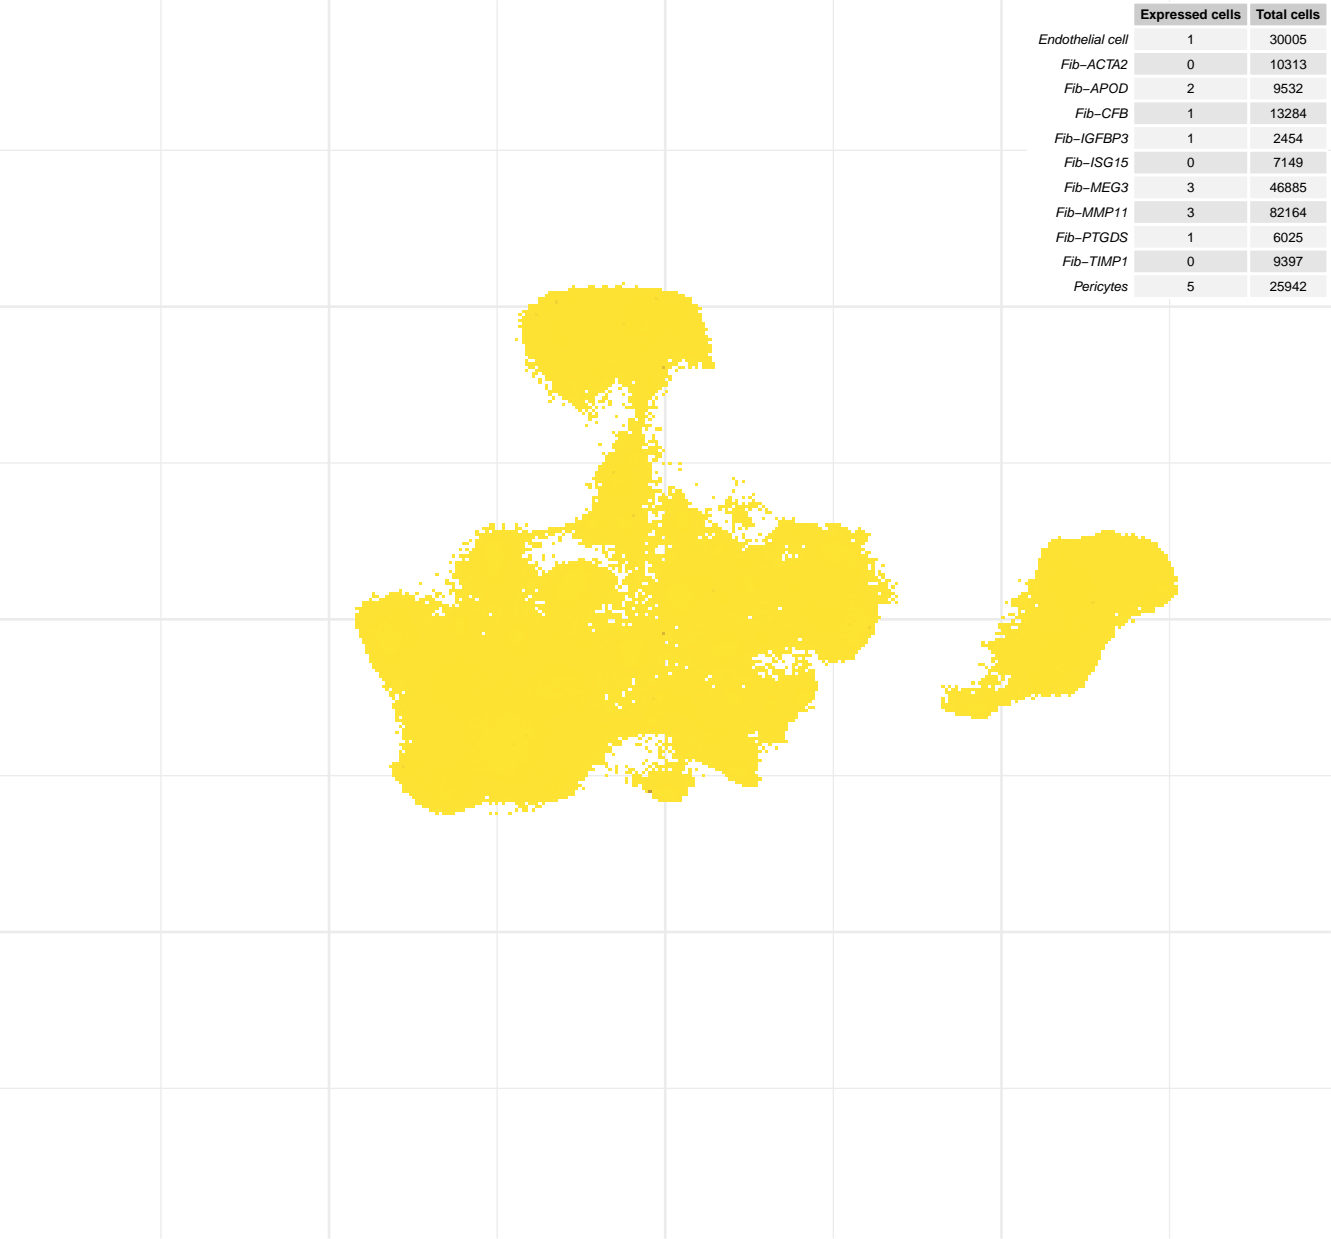 Expressed cells Total cells
Endothelial cell 1 30005
Fib−ACTA2 0 10313
Fib−APOD 2 9532
Fib−CFB 1 13284
Fib−IGFBP3 1 2454
Fib−ISG15 0 7149
Fib−MEG3 3 46885
Fib−MMP11 3 82164
Fib−PTGDS 1 6025
Fib−TIMP1 0 9397
Pericytes 5 25942